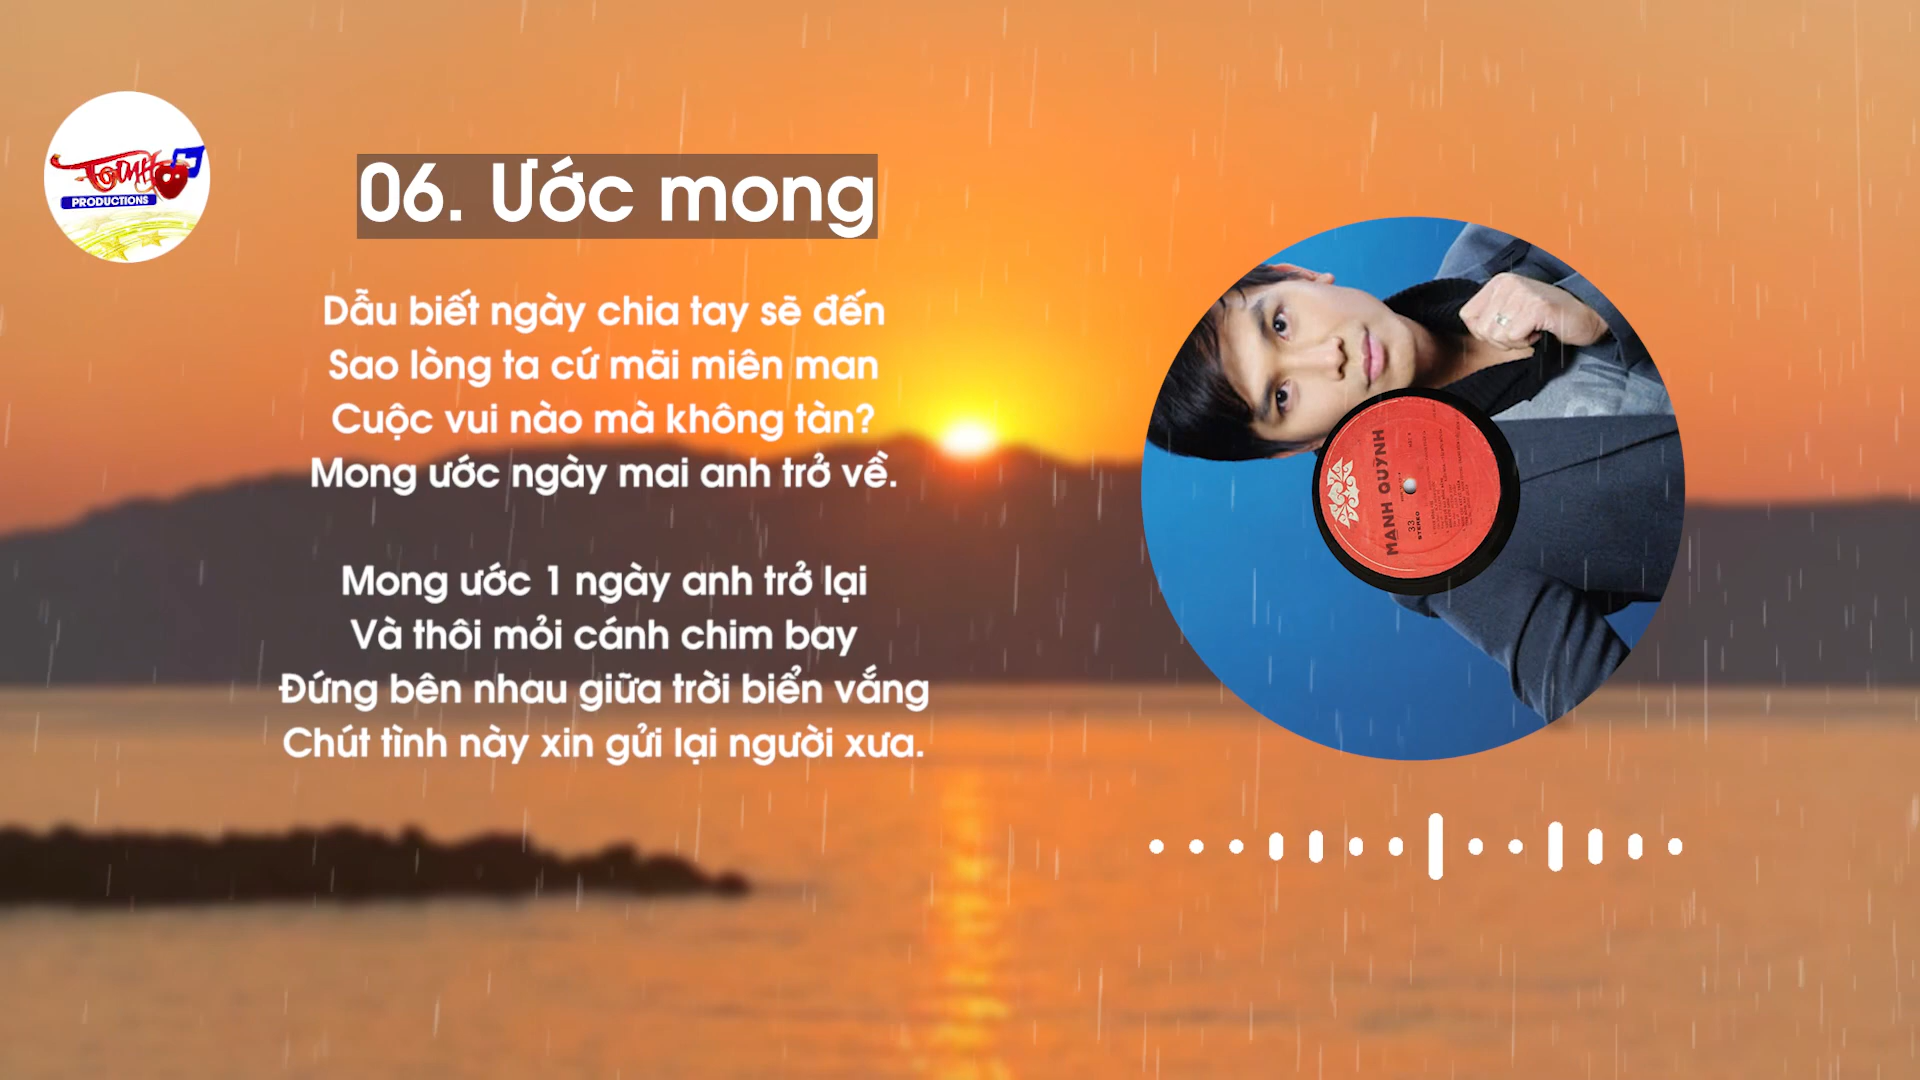 TOÀNH
PRODUCTIONS
06. Ước mong
Dẫu biết ngày chia tay sẽ đến
Sao lòng ta cứ mãi miên man
Cuộc vui nào mà không tàn?
Mong ước ngày mai anh trở về.
Mong ước 1 ngày anh trở lại
Và thôi mỏi cánh chim bay
Đứng bên nhau giữa trời biển vắng
Chút tình này xin gửi lại người xưa.
MẠNH QUỲNH
33
STEREO